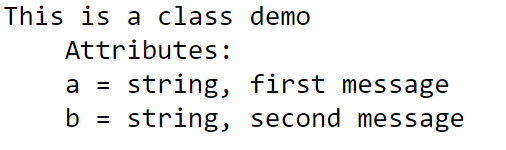 This is a class demo
    Attributes:
    a = string, first message
    b = string, second message